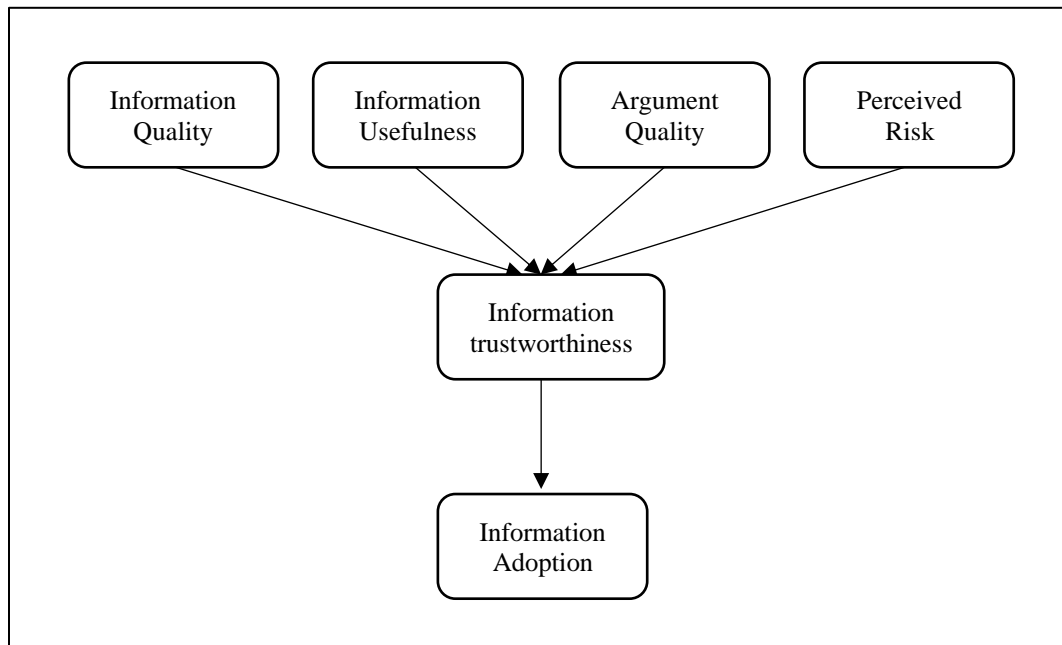 Information
Quality
Information
Usefulness
Argument
Quality
Perceived
Risk
Information
trustworthiness
Information
Adoption